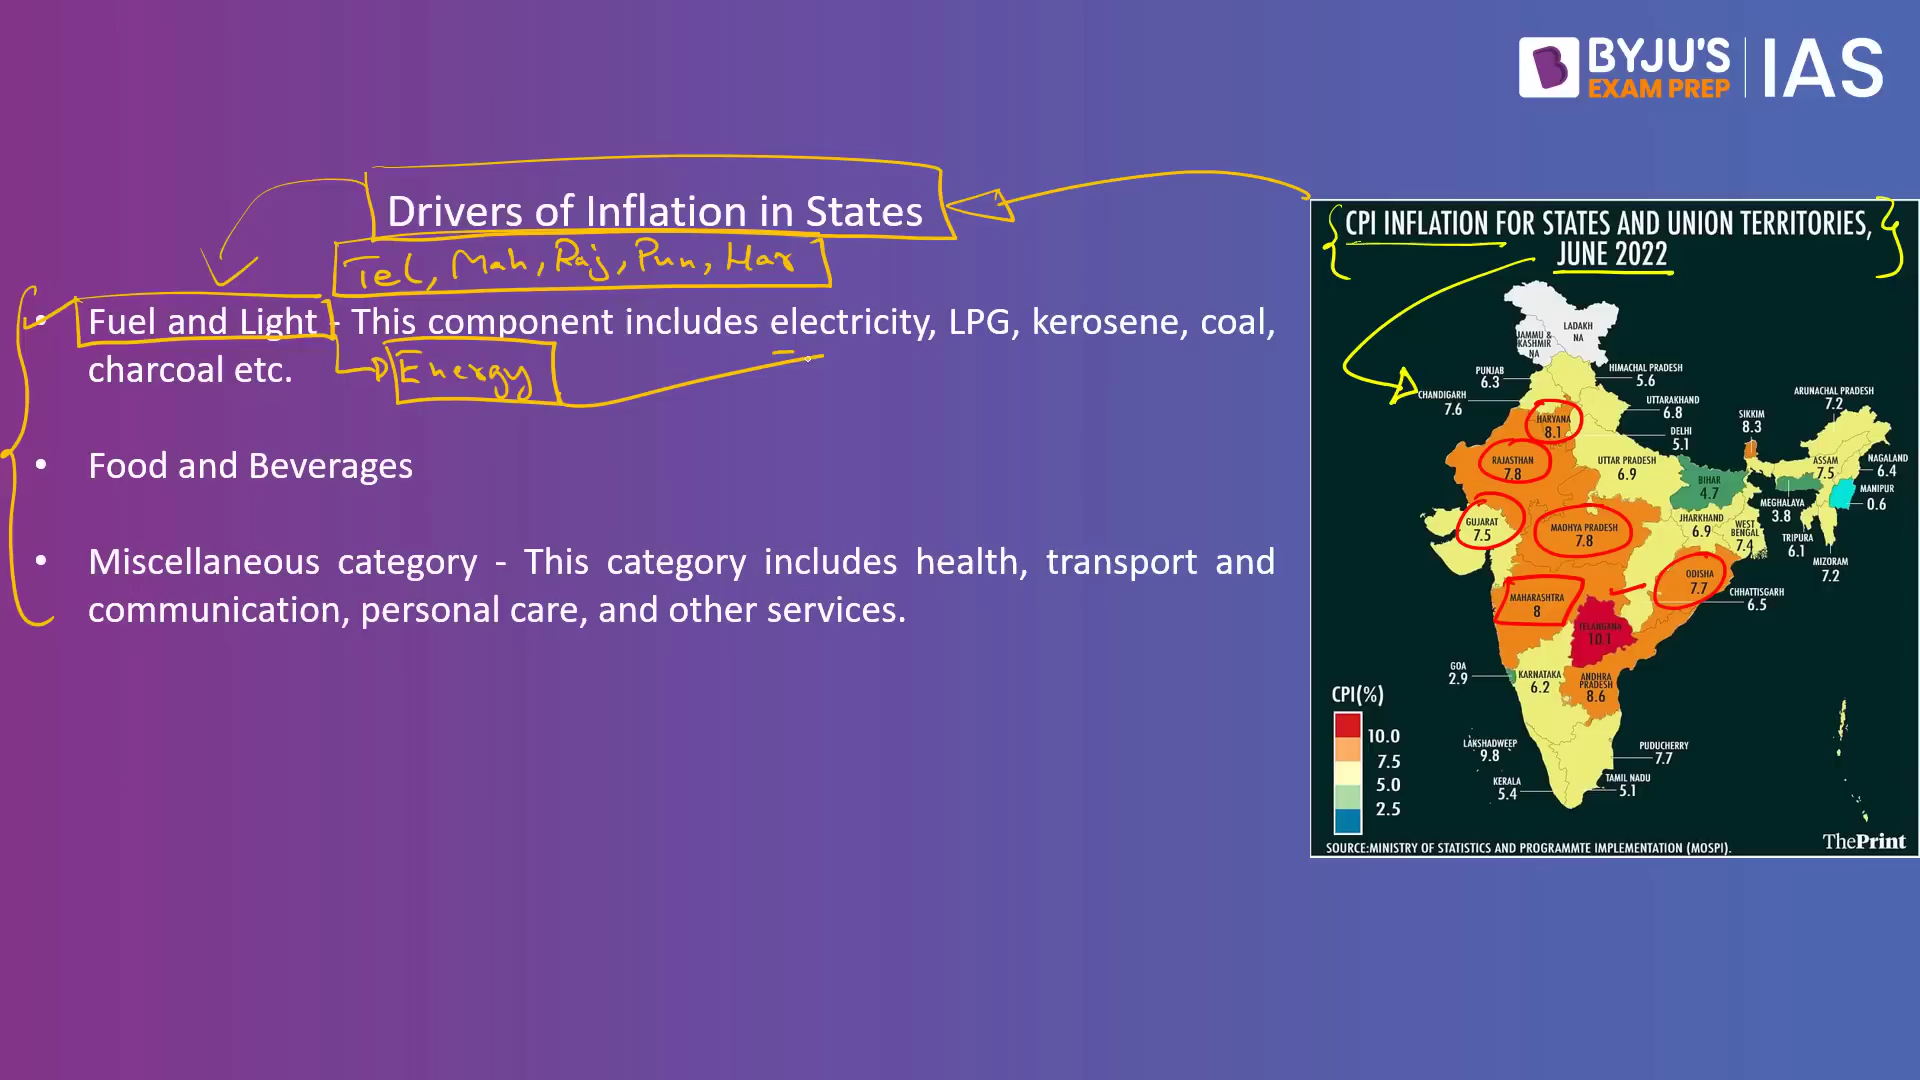 BYJU'S
EXAM PREP
IAS
Drivers of Inflation in States
Tel, Mah, Raj, Pun, Har
• Fuel and Light - This component includes electricity, LPG, kerosene, coal,
charcoal etc.
Energy
• Food and Beverages
• Miscellaneous category - This category includes health, transport and
communication, personal care, and other services.
CPI INFLATION FOR STATES AND UNION TERRITORIES,
JUNE 2022
JAMMU &
KASHMIR
NA
LADAKH
NA
PUNJAB
6.3
HIMACHAL PRADESH
5.6
CHANDIGARH
7.6
UTTARAKHAND
6.8
ARUNACHAL PRADESH
7.2
HARYANA
8.1
DELHI
5.1
SIKKIM
8.3
RAJASTHAN
7.8
UTTAR PRADESH
6.9
BIHAR
4.7
ASSAM
7.5
NAGALAND
6.4
MEGHALAYA
3.8
MANIPUR
0.6
GUJARAT
7.5
MADHYA PRADESH
7.8
JHARKHAND
6.9
WEST
BENGAL
7.4
TRIPURA
6.1
MIZORAM
7.2
MAHARASHTRA
8
ODISHA
7.7
CHHATTISGARH
6.5
TELANGANA
10.1
GOA
2.9
KARNATAKA
6.2
ANDHRA
PRADESH
8.6
LAKSHADWEEP
9.8
PUDUCHERRY
7.7
KERALA
5.4
TAMIL NADU
5.1
CPI(%)
10.0
7.5
5.0
2.5
ThePrint
SOURCE:MINISTRY OF STATISTICS AND PROGRAMMTE IMPLEMENTATION (MOSPI).